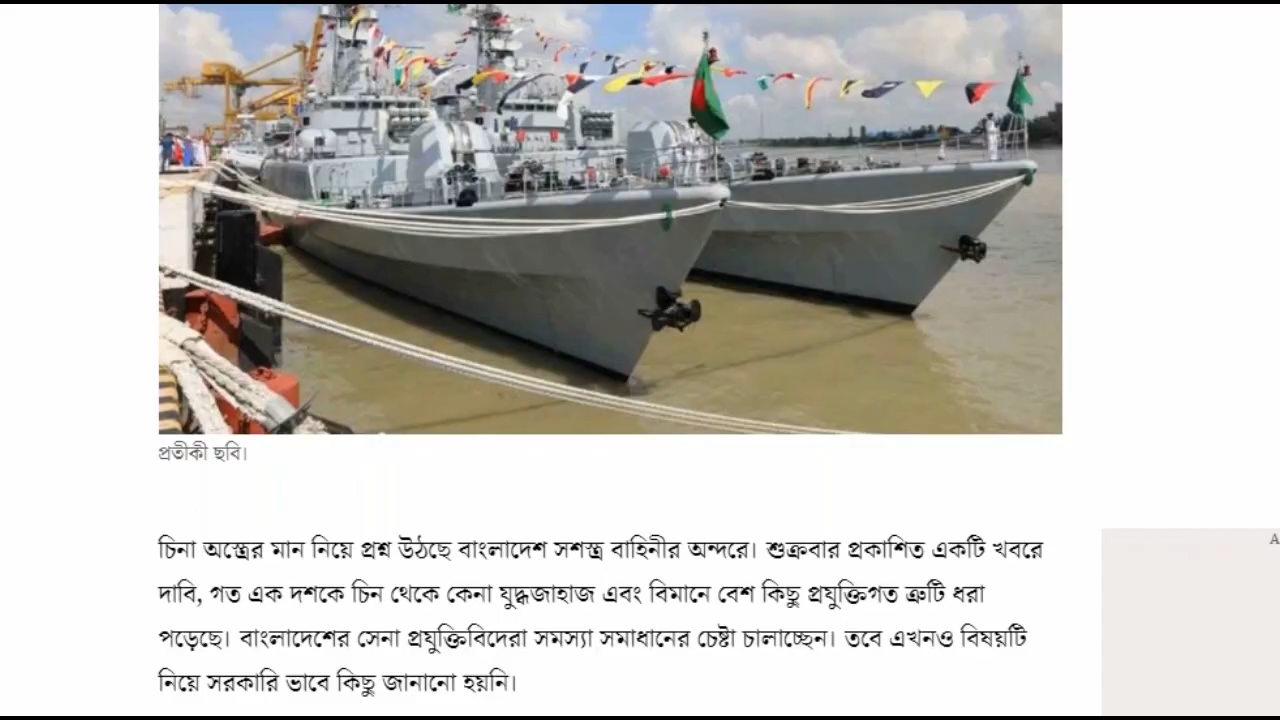 প্রতীকী ছবি।
চিনা অস্ত্রের মান নিয়ে প্রশ্ন উঠছে বাংলাদেশ সশস্ত্র বাহিনীর অন্দরে। শুক্রবার প্রকাশিত একটি খবরে
দাবি, গত এক দশকে চিন থেকে কেনা যুদ্ধজাহাজ এবং বিমানে বেশ কিছু প্রযুক্তিগত ত্রুটি ধরা
পড়েছে। বাংলাদেশের সেনা প্রযুক্তিবিদেরা সমস্যা সমাধানের চেষ্টা চালাচ্ছেন। তবে এখনও বিষয়টি
নিয়ে সরকারি ভাবে কিছু জানানো হয়নি।
A